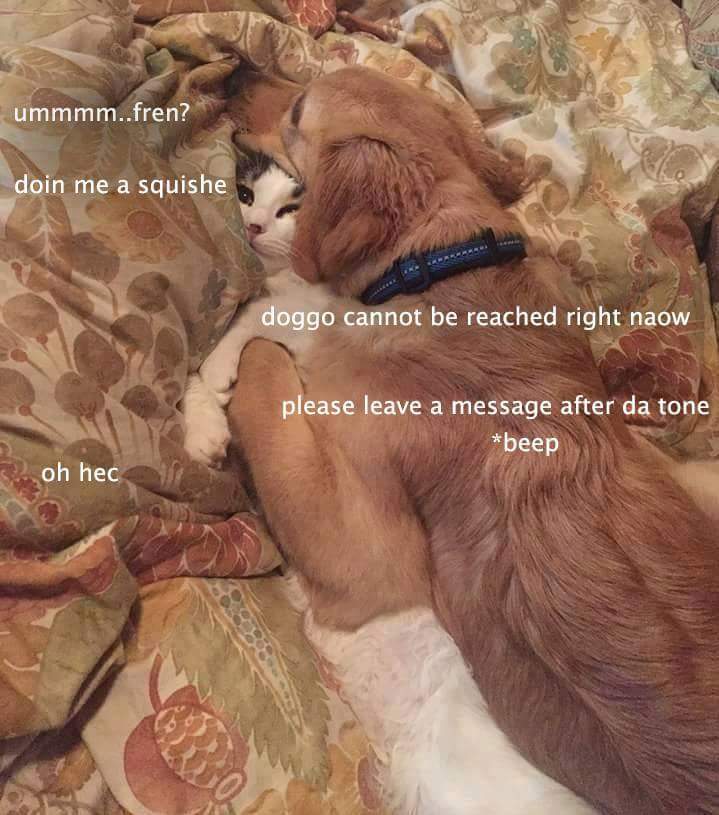 ummmm..fren?
doin me a squishe
doggo cannot be reached right naow
please leave a message after da tone
*beep
oh hec